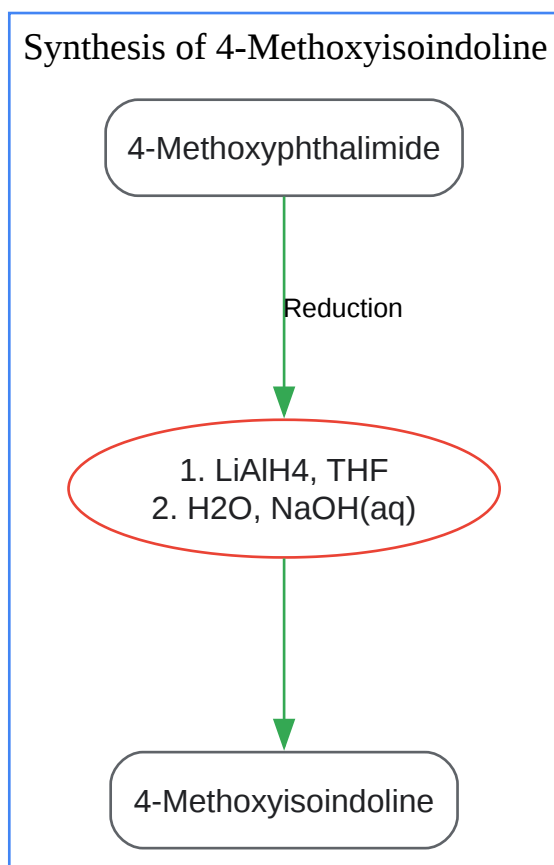 Synthesis of 4-Methoxyisoindoline
4-Methoxyphthalimide
Reduction
1. LiAlH4, THF
2. H2O, NaOH(aq)
4-Methoxyisoindoline